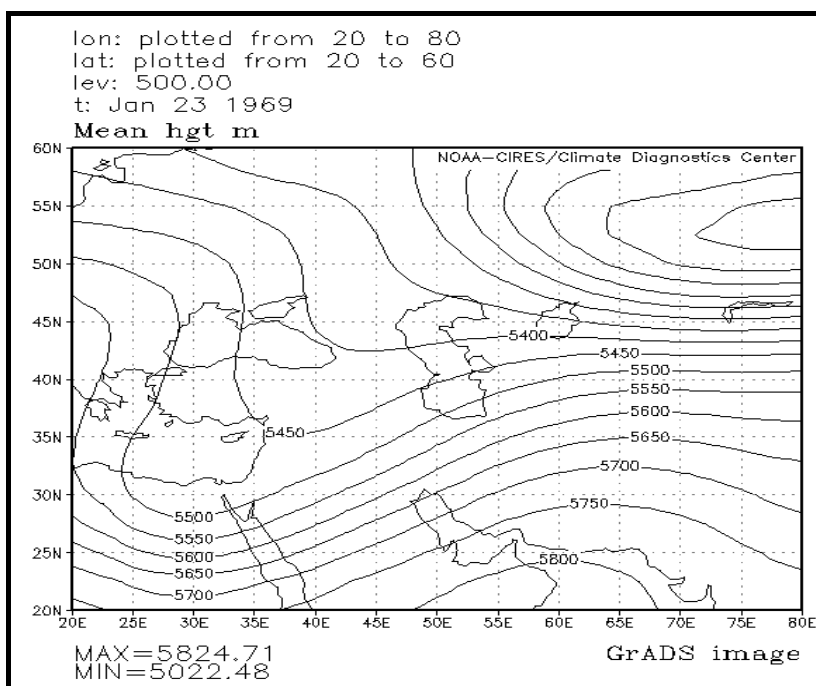 lon: plotted from 20 to 80
lat: plotted from 20 to 60
lev: 500.00
t: Jan 23 1969
Mean hgt m
NOAA-CIRES/Climate Diagnostics Center
60N
55N
50N
45N
40N
35N
30N
25N
20N
5400
5450
5500
5550
5600
5650
5700
5750
5800
5450
5500
5550
5600
5650
5700
20E 25E 30E 35E 40E 45E 50E 55E 60E 65E 70E 75E 80E
MAX=5824.71
MIN=5022.48
GrADS image